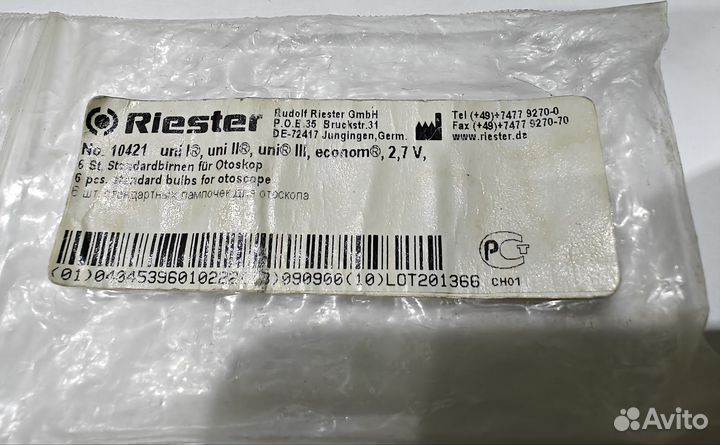 Riester
Rudolf Riester GmbH
P.O.B.35 Bruckstr.31
DE-72417 Jungingen,Germ.
Tel (+49)+7477 9270-0
Fax (+49)+7477 9270-70
www.riester.de
No. 10421 uni I®, uni II®, uni® III, econom®, 2,7 V,
6 St. Standardbirnen für Otoskop
6 pcs. standard bulbs for otoscope
6 шт. стандартных лампочек для отоскопа
(01)04045396010222( 3)090900(10)LOT201366
РСТ
CH01
Avito